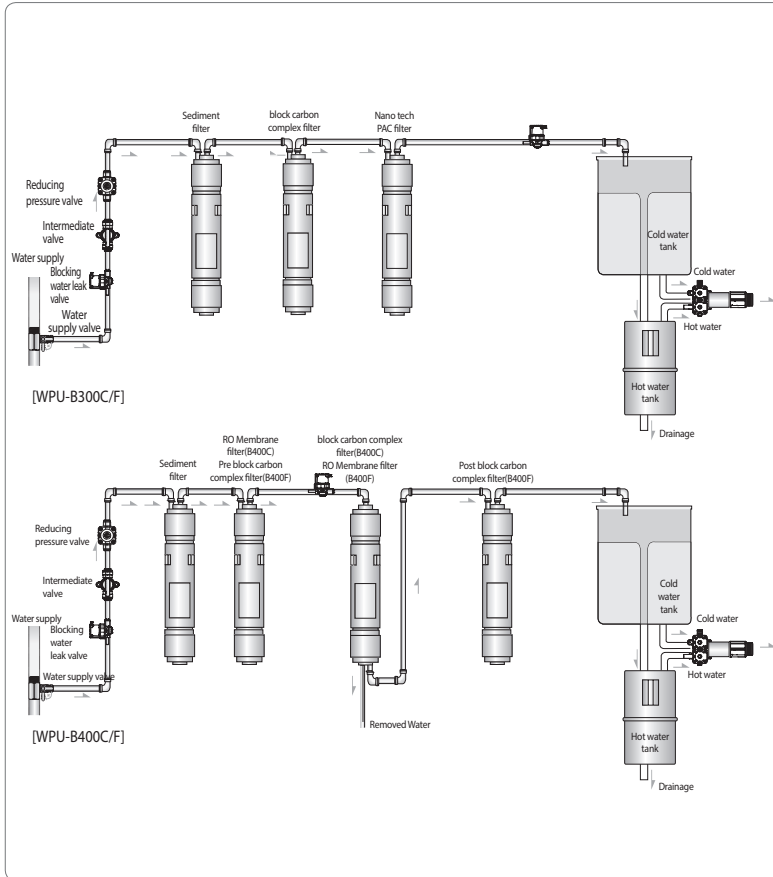 Sediment
filter
block carbon
complex filter
Nano tech
PAC filter
Reducing
pressure valve
Intermediate
valve
Water supply
Blocking
water leak
valve
Water
supply valve
Cold water
tank
Cold water
Hot water
Hot water
tank
Drainage
[WPU-B300C/F]
Sediment
filter
RO Membrane
filter(B400C)
Pre block carbon
complex filter(B400F)
block carbon complex
filter(B400C)
RO Membrane filter
(B400F)
Post block carbon
complex filter(B400F)
Reducing
pressure valve
Intermediate
valve
Water supply
Blocking
water
leak valve
Water supply valve
Cold
water
tank
Cold water
Hot water
Removed Water
Hot water
tank
Drainage
[WPU-B400C/F]